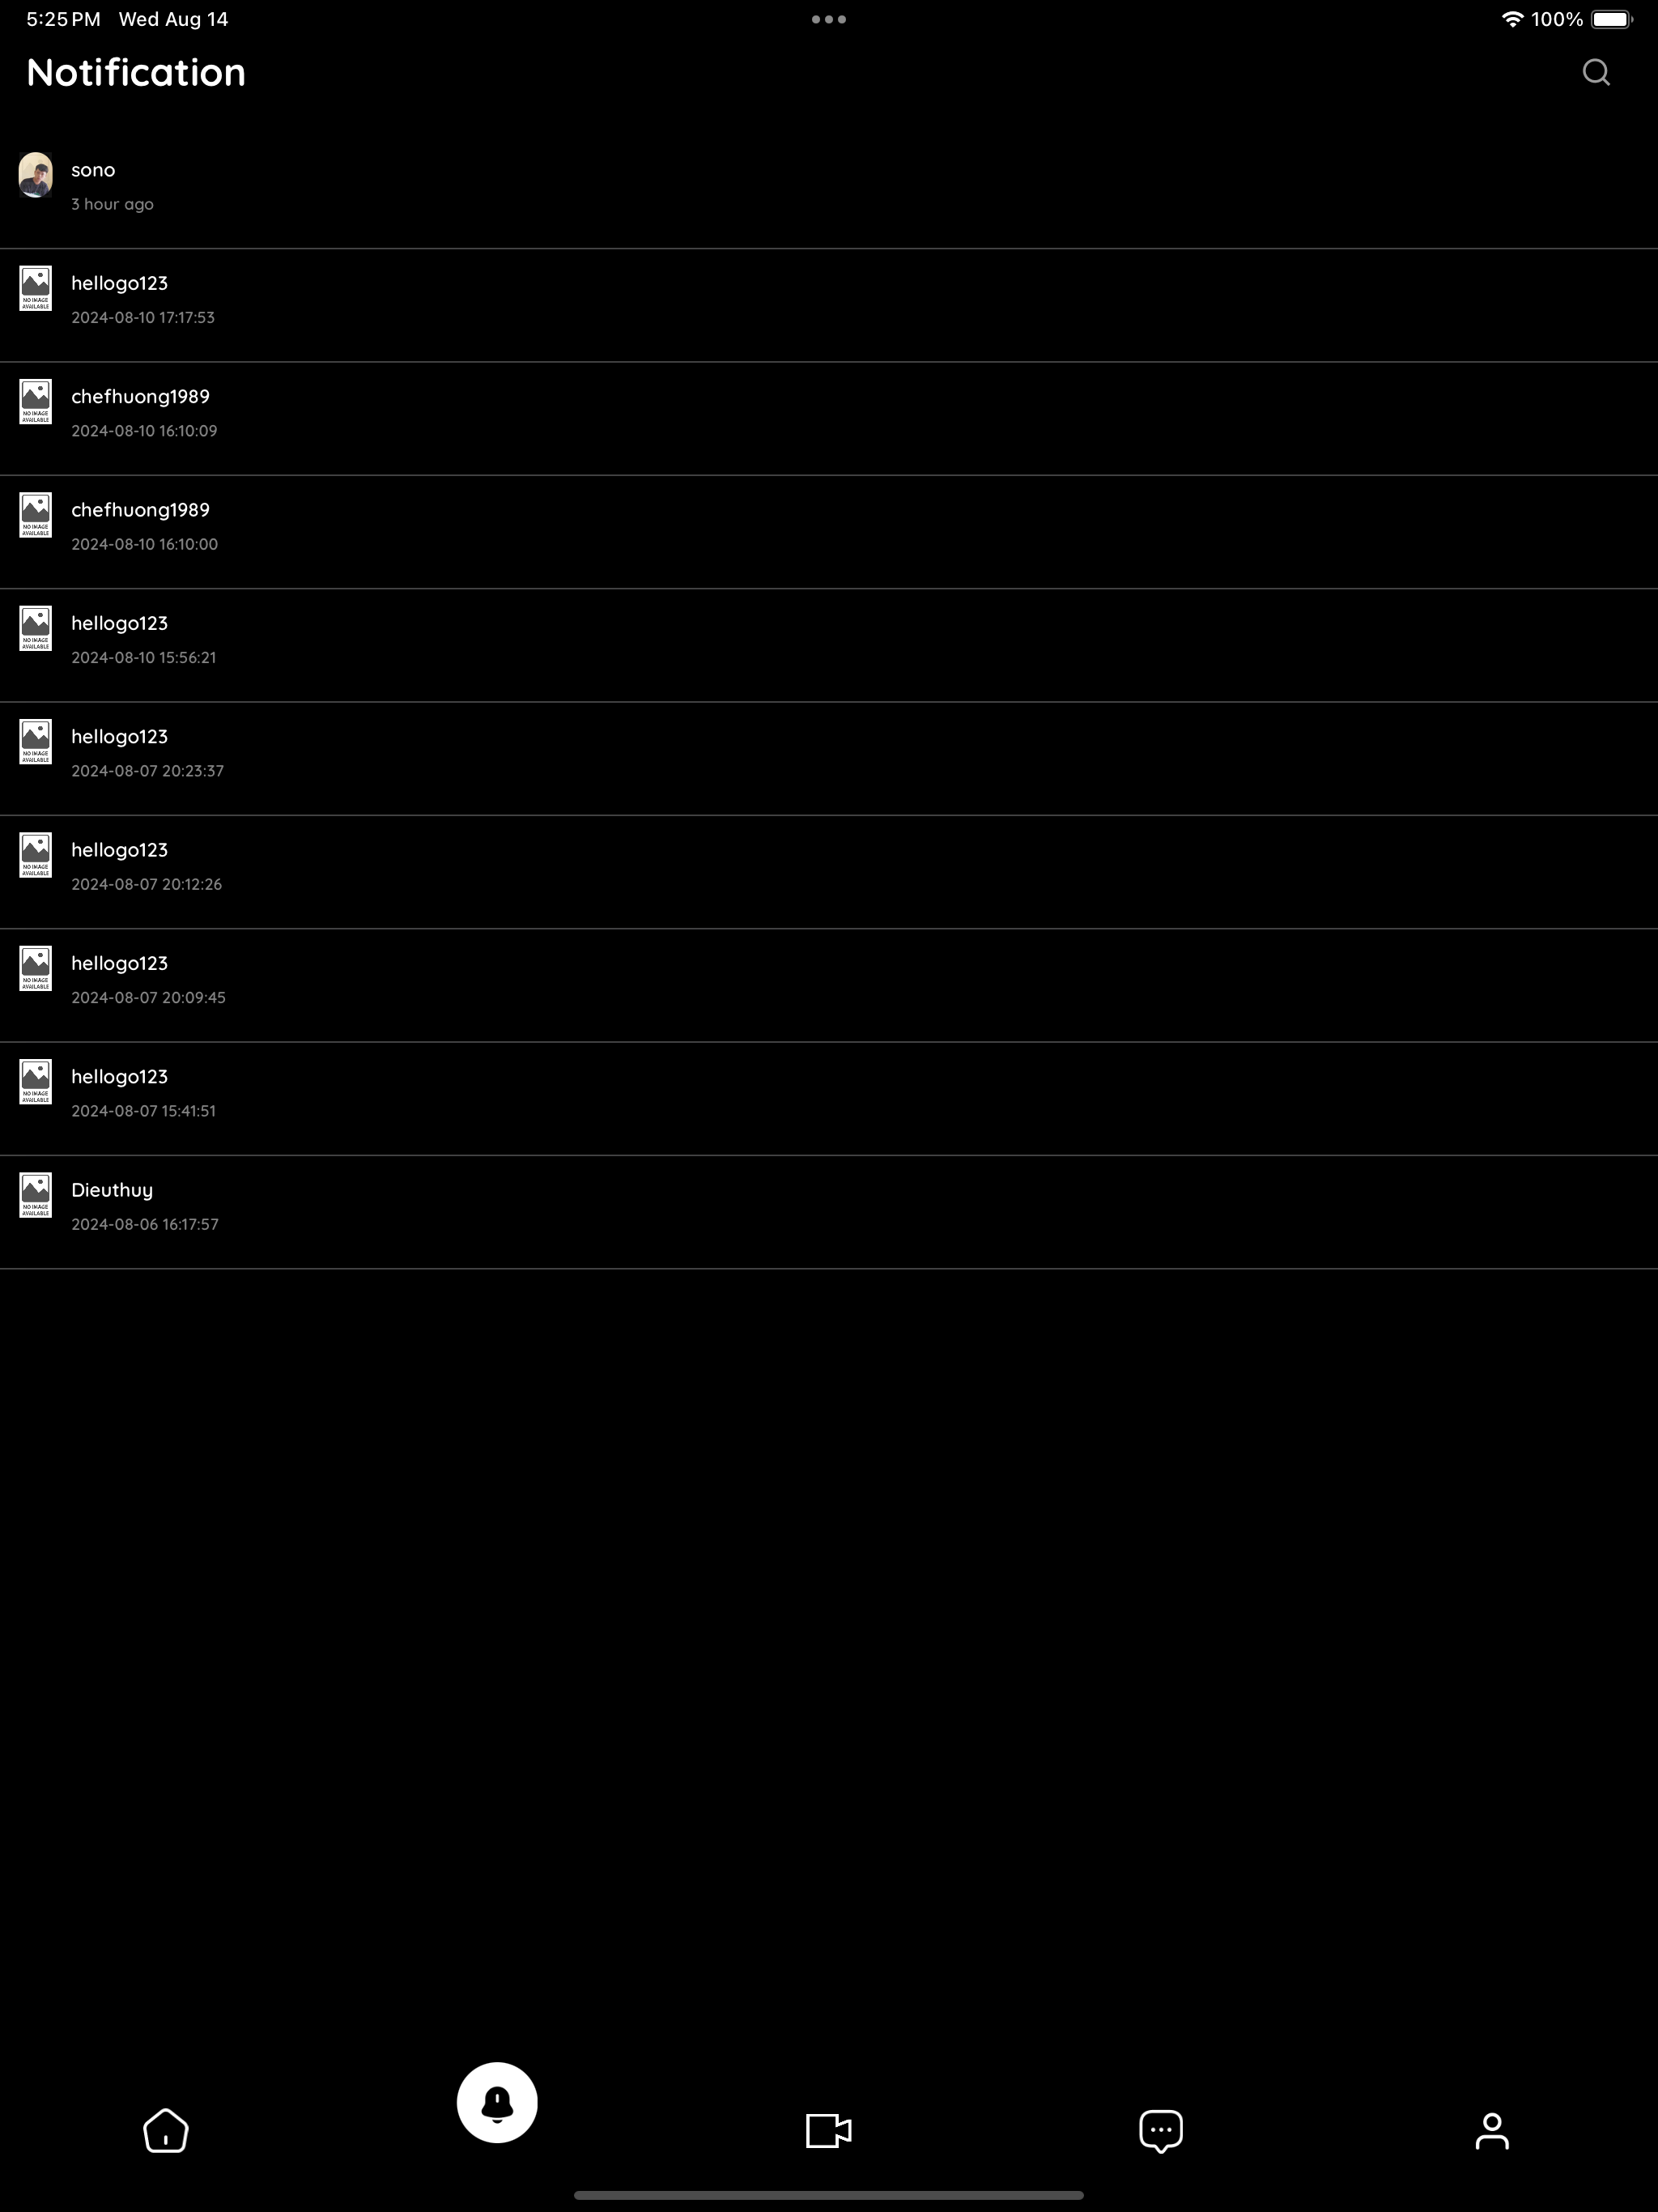 5:25 PM Wed Aug 14
100%
Notification
sono
3 hour ago
NO IMAGE
AVAILABLE
hellogo123
2024-08-10 17:17:53
NO IMAGE
AVAILABLE
chefhuong1989
2024-08-10 16:10:09
NO IMAGE
AVAILABLE
chefhuong1989
2024-08-10 16:10:00
NO IMAGE
AVAILABLE
hellogo123
2024-08-10 15:56:21
NO IMAGE
AVAILABLE
hellogo123
2024-08-07 20:23:37
NO IMAGE
AVAILABLE
hellogo123
2024-08-07 20:12:26
NO IMAGE
AVAILABLE
hellogo123
2024-08-07 20:09:45
NO IMAGE
AVAILABLE
hellogo123
2024-08-07 15:41:51
NO IMAGE
AVAILABLE
Dieuthuy
2024-08-06 16:17:57